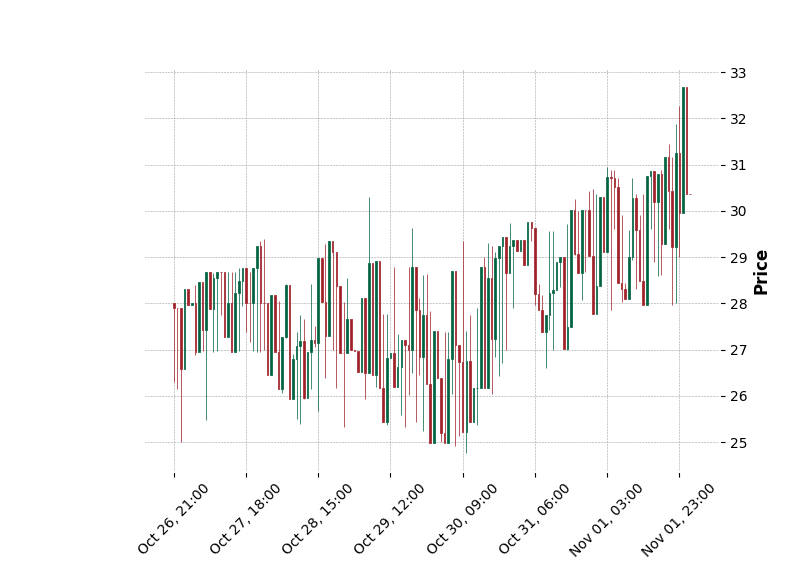 33
32
31
30
29
28
27
26
25
Price
Oct 26, 21:00
Oct 27, 18:00
Oct 28, 15:00
Oct 29, 12:00
Oct 30, 09:00
Oct 31, 06:00
Nov 01, 03:00
Nov 01, 23:00